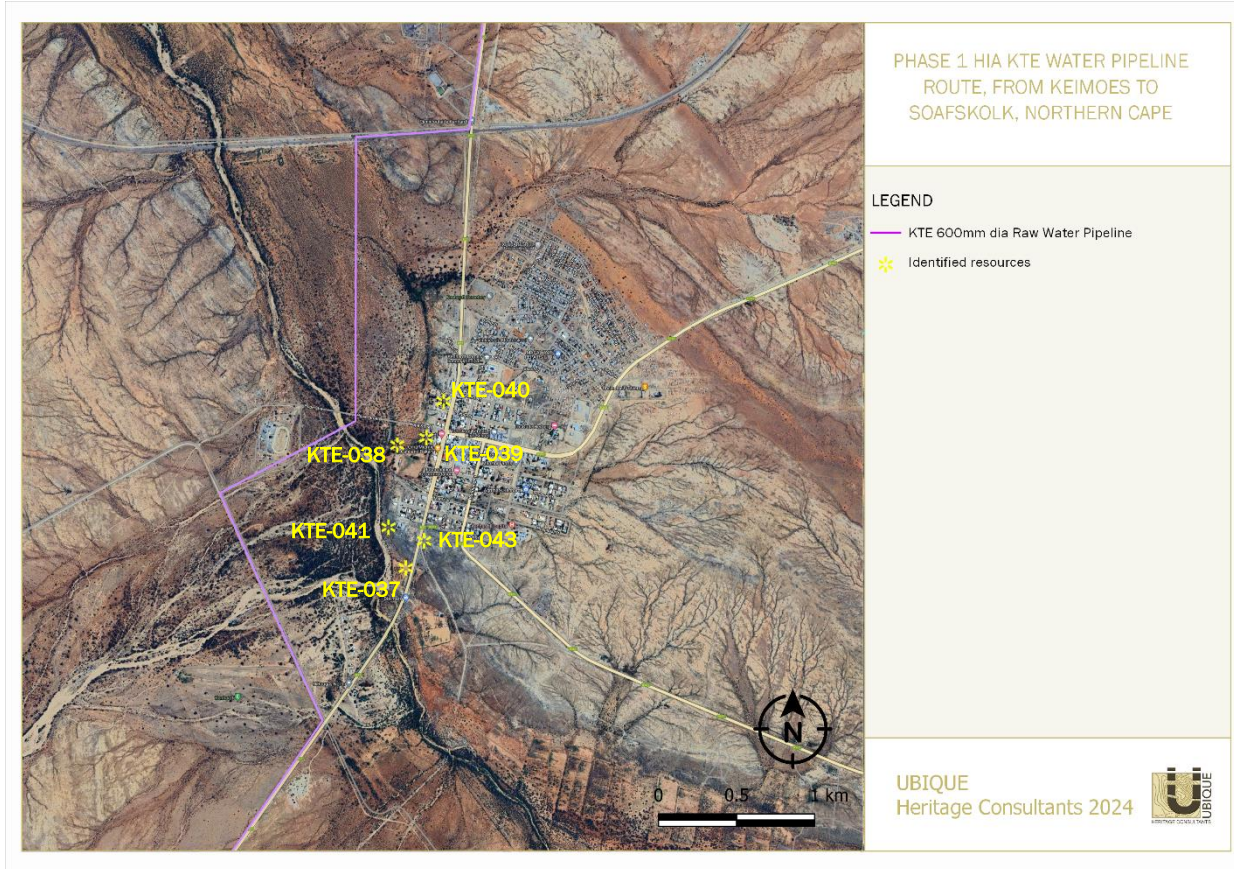 PHASE 1 HIA KTE WATER PIPELINE
ROUTE, FROM KEIMOES TO
SOAFSKOLK, NORTHERN CAPE
LEGEND
KTE 600mm dia Raw Water Pipeline
Identified resources
KTE-040
KTE-038
KTE-039
KTE-041
KTE-043
KTE-037
N
0 0.5 1 km
UBIQUE
Heritage Consultants 2024
UBIQUE
HERITAGE CONSULTANTS